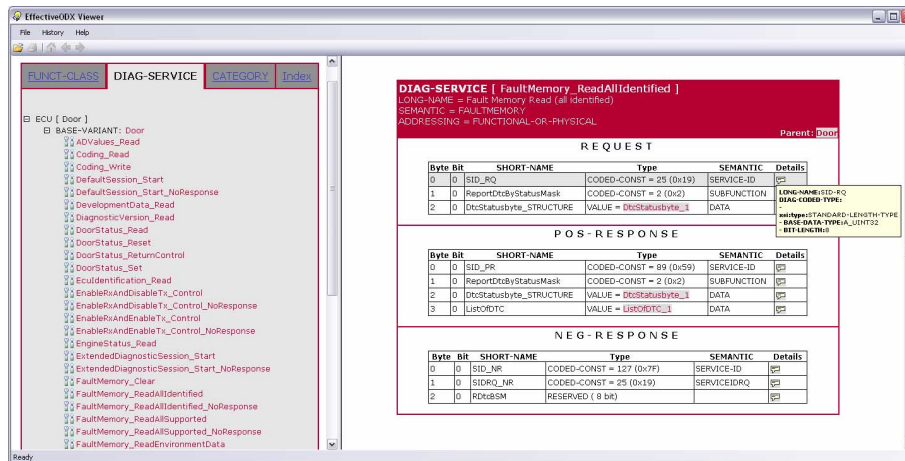 EffectiveODX Viewer
File History Help
FUNCT-CLASS DIAG-SERVICE CATEGORY Index
ECU [ Door ]
BASE-VARIANT: Door
ADValues_Read
Coding_Read
Coding_Write
DefaultSession_Start
DefaultSession_Start_NoResponse
DevelopmentData_Read
DiagnosticVersion_Read
DoorStatus_Read
DoorStatus_Reset
DoorStatus_ReturnControl
DoorStatus_Set
EcuIdentification_Read
EnableRxAndDisableTx_Control
EnableRxAndDisableTx_Control_NoResponse
EnableRxAndEnableTx_Control
EnableRxAndEnableTx_Control_NoResponse
EngineStatus_Read
ExtendedDiagnosticSession_Start
ExtendedDiagnosticSession_Start_NoResponse
FaultMemory_Clear
FaultMemory_ReadAllIdentified
FaultMemory_ReadAllIdentified_NoResponse
FaultMemory_ReadAllSupported
FaultMemory_ReadAllSupported_NoResponse
FaultMemory_ReadEnvironmentData
DIAG-SERVICE [ FaultMemory_ReadAllIdentified ]
LONG-NAME = Fault Memory Read (all identified)
SEMANTIC = FAULTMEMORY
ADDRESSING = FUNCTIONAL-OR-PHYSICAL
Parent: Door
REQUEST
Byte Bit SHORT-NAME Type SEMANTIC Details
0 0 SID_RQ CODED-CONST = 25 (0x19) SERVICE-ID
1 0 ReportDtcByStatusMask CODED-CONST = 2 (0x2) SUBFUNCTION
2 0 DtcStatusbyte_STRUCTURE VALUE = DtcStatusbyte_1 DATA
LONG-NAME:SID-RQ
DIAG-CODED-TYPE:
-
xsi:type:STANDARD-LENGTH-TYPE
- BASE-DATA-TYPE:A_UINT32
- BIT-LENGTH:8
POS-RESPONSE
Byte Bit SHORT-NAME Type SEMANTIC Details
0 0 SID_PR CODED-CONST = 89 (0x59) SERVICE-ID
1 0 ReportDtcByStatusMask CODED-CONST = 2 (0x2) SUBFUNCTION
2 0 DtcStatusbyte_STRUCTURE VALUE = DtcStatusbyte_1 DATA
3 0 ListOfDTC VALUE = ListOfDTC_1 DATA
NEG-RESPONSE
Byte Bit SHORT-NAME Type SEMANTIC Details
0 0 SID_NR CODED-CONST = 127 (0x7F) SERVICE-ID
1 0 SIDRQ_NR CODED-CONST = 25 (0x19) SERVICEIDRQ
2 0 RDtcBSM RESERVED ( 8 bit)
Ready